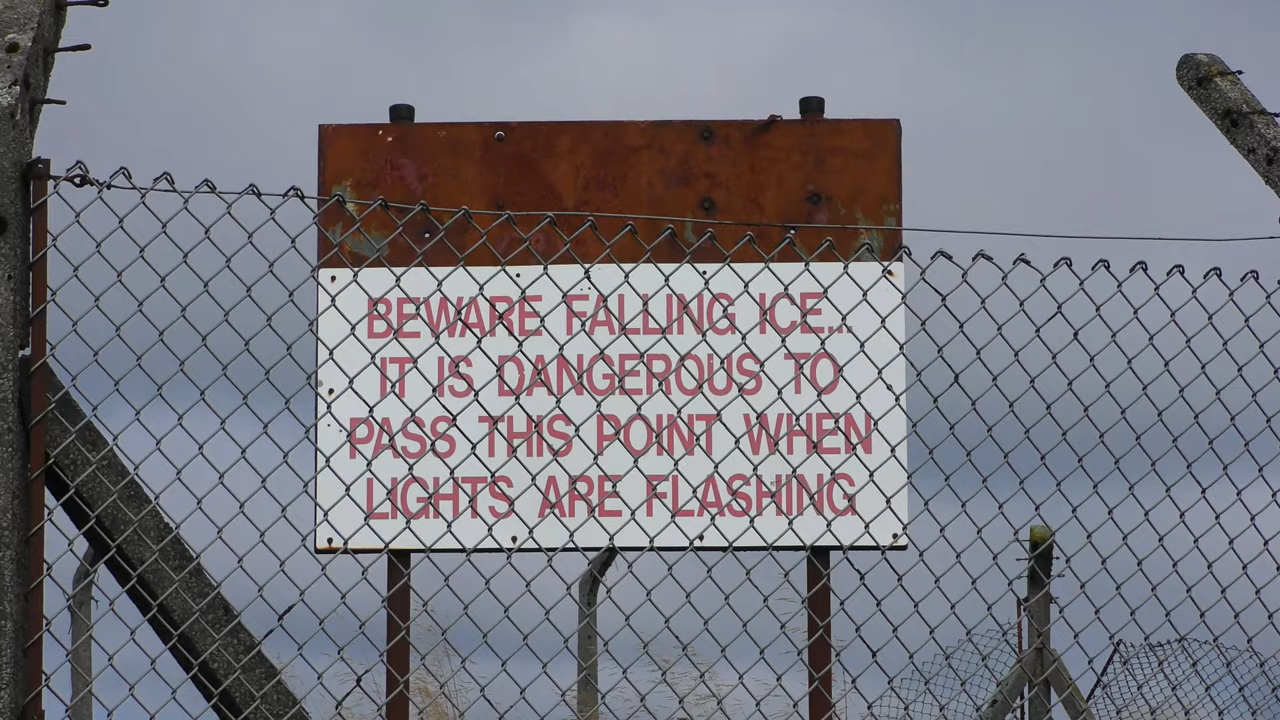 BEWARE FALLING ICE...
IT IS DANGEROUS TO
PASS THIS POINT WHEN
LIGHTS ARE FLASHING